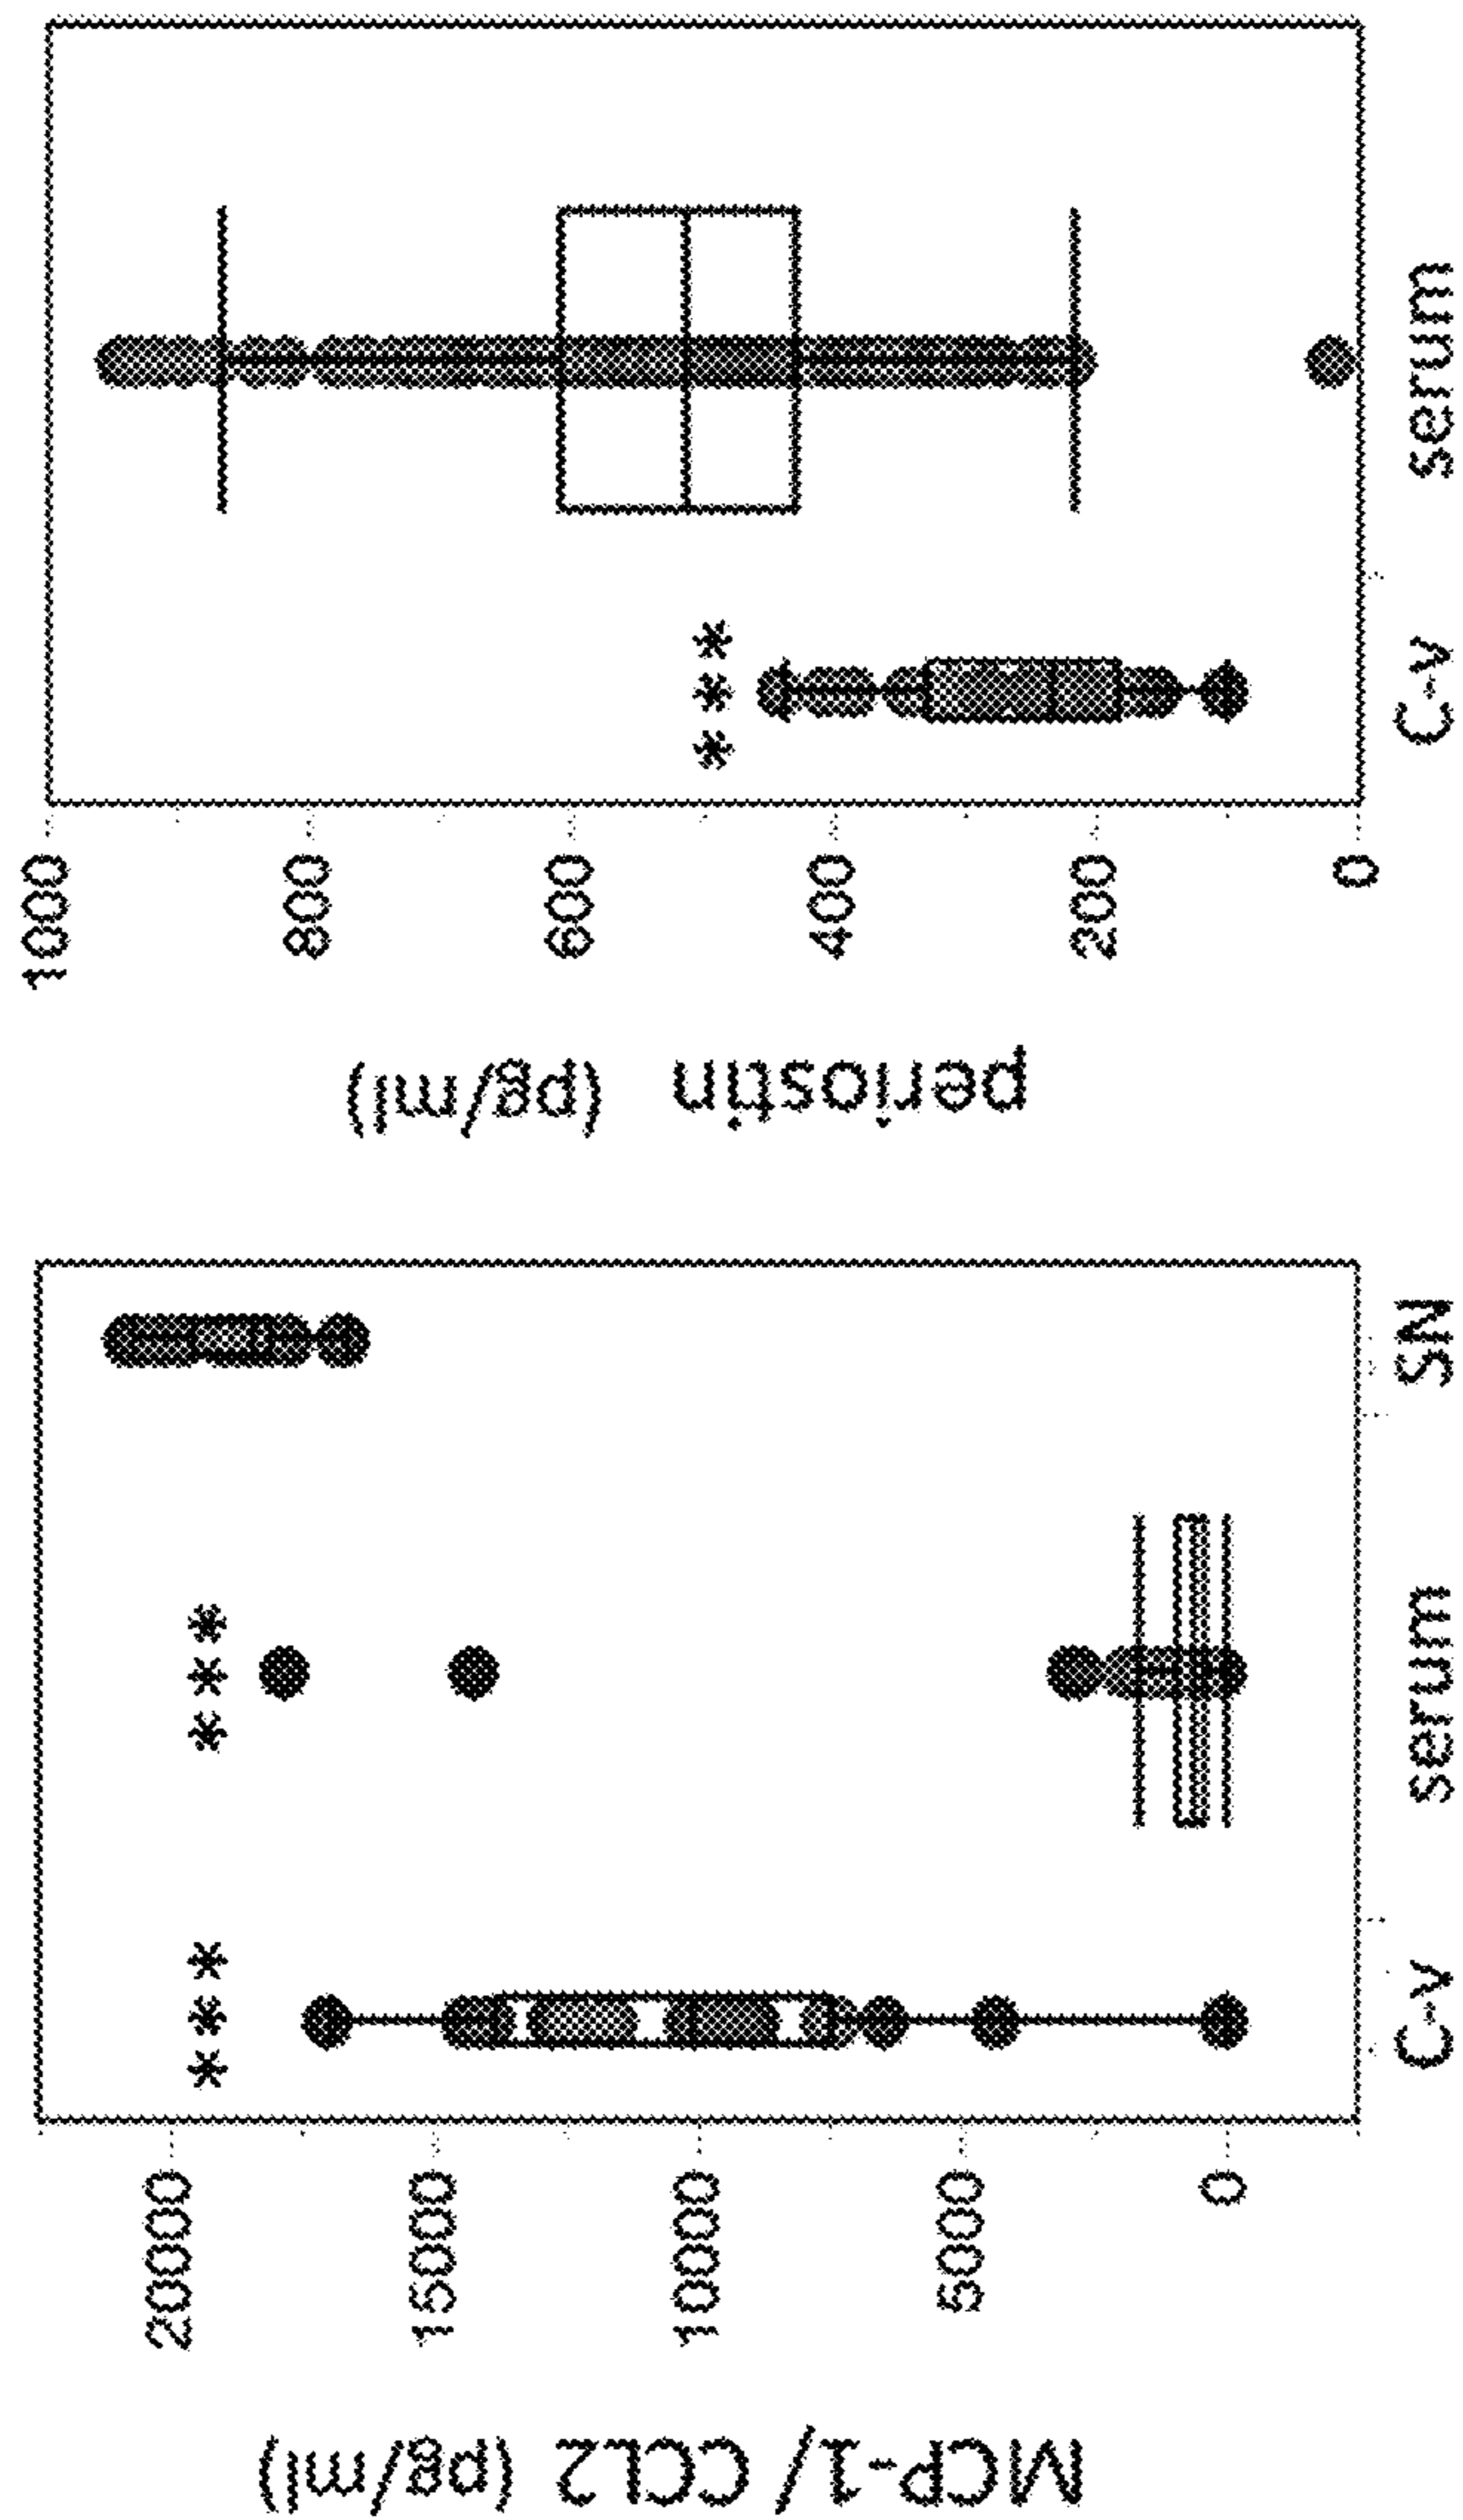 MCP-1/ CCL2 (pg/ml)
20000
15000
10000
5000
0
* * *
* * *
C-v
serum
SN
periostin (pg/ml)
1000
800
600
400
200
0
* * *
C-v
serum